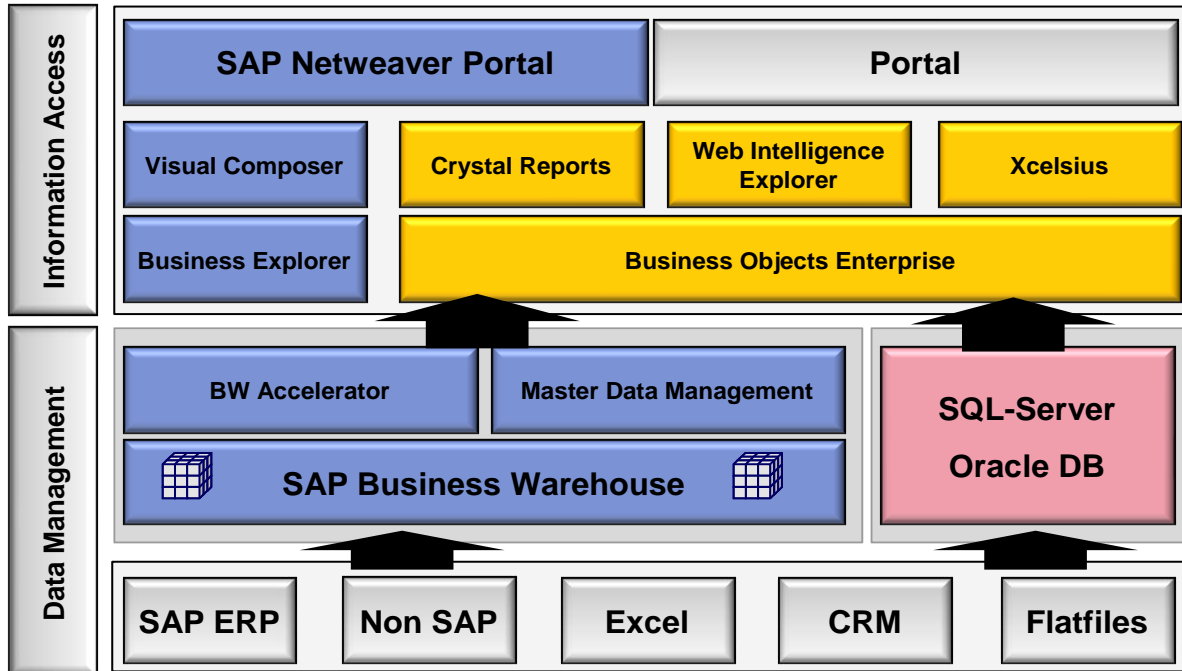 Information Access
SAP Netweaver Portal
Portal
Visual Composer
Crystal Reports
Web Intelligence
Explorer
Xcelsius
Business Explorer
Business Objects Enterprise
Data Management
BW Accelerator
Master Data Management
SQL-Server
Oracle DB
SAP Business Warehouse
SAP ERP
Non SAP
Excel
CRM
Flatfiles